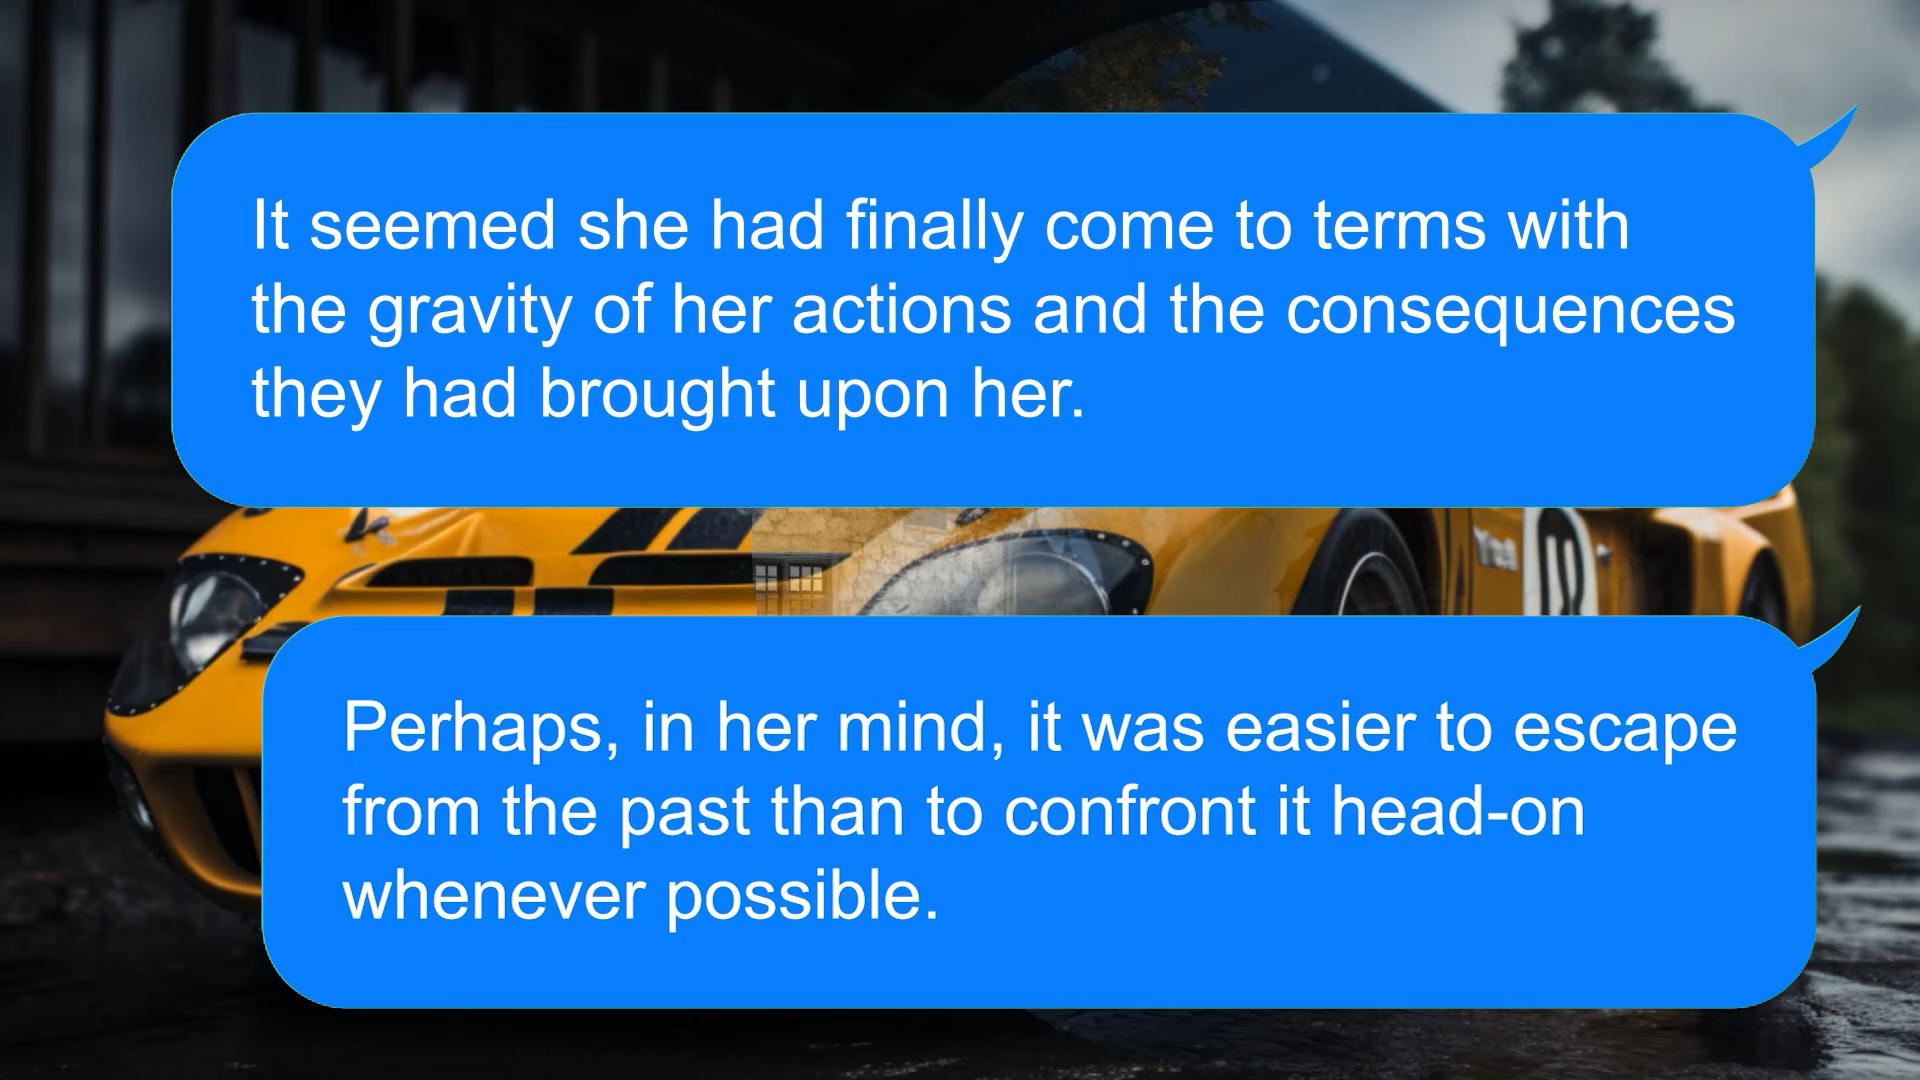 It seemed she had finally come to terms with
the gravity of her actions and the consequences
they had brought upon her.
Perhaps, in her mind, it was easier to escape
from the past than to confront it head-on
whenever possible.